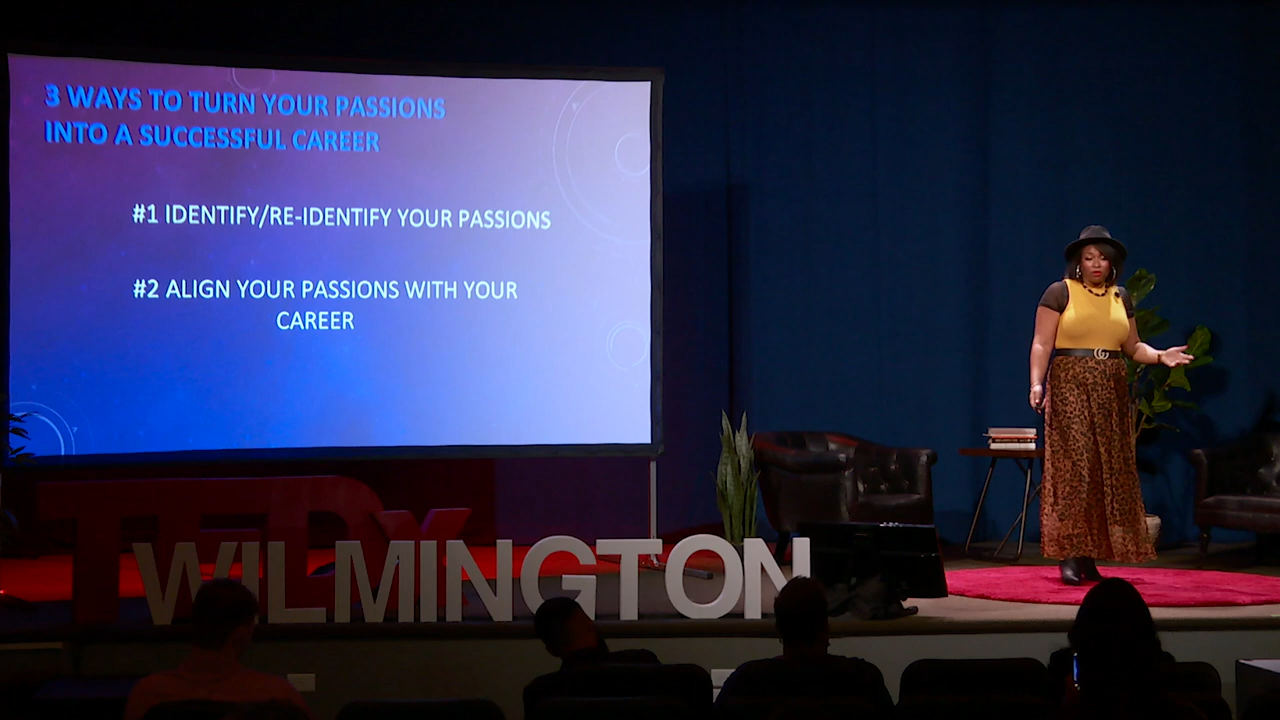 3 WAYS TO TURN YOUR PASSIONS
INTO A SUCCESSFUL CAREER
#1 IDENTIFY/RE-IDENTIFY YOUR PASSIONS
#2 ALIGN YOUR PASSIONS WITH YOUR
CAREER
TEDx
WILMINGTON